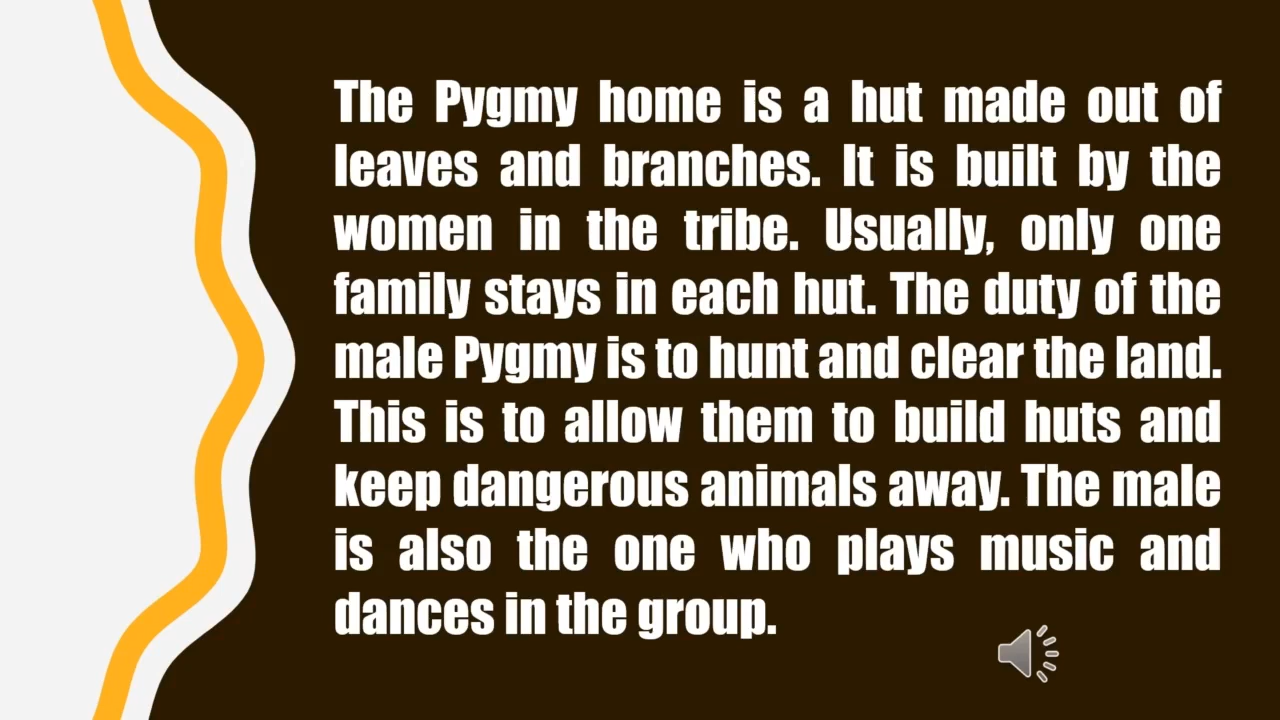 The Pygmy home is a hut made out of
leaves and branches. It is built by the
women in the tribe. Usually, only one
family stays in each hut. The duty of the
male Pygmy is to hunt and clear the land.
This is to allow them to build huts and
keep dangerous animals away. The male
is also the one who plays music and
dances in the group.